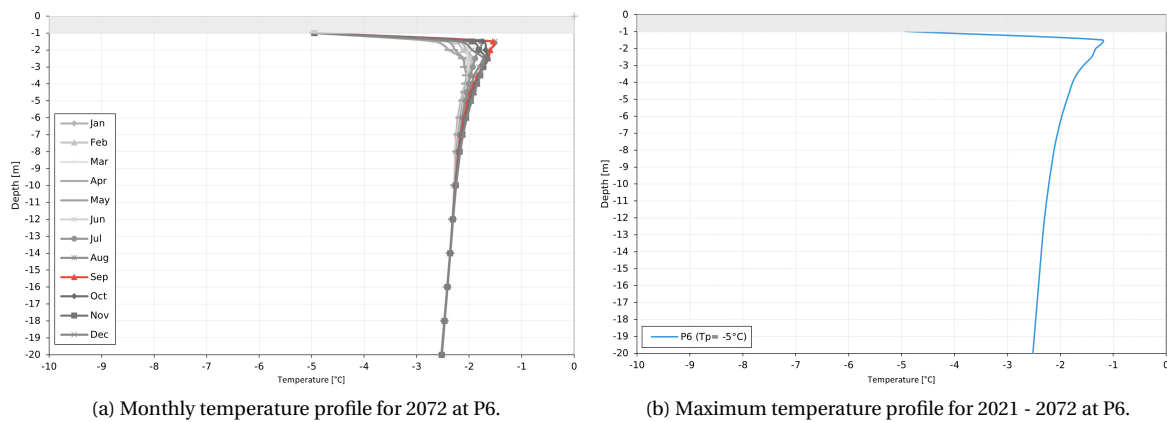 0
-1
-2
-3
-4
-5
-6
-7
-8
-9
-10
-11
-12
-13
-14
-15
-16
-17
-18
-19
-20
Depth [m]
Jan
Feb
Mar
Apr
May
Jun
Jul
Aug
Sep
Oct
Nov
Dec
-10 -9 -8 -7 -6 -5 -4 -3 -2 -1 0
Temperature [°C]
(a) Monthly temperature profile for 2072 at P6.
0
-1
-2
-3
-4
-5
-6
-7
-8
-9
-10
-11
-12
-13
-14
-15
-16
-17
-18
-19
-20
Depth [m]
P6 (Tp= -5°C)
-10 -9 -8 -7 -6 -5 -4 -3 -2 -1 0
Temperature [°C]
(b) Maximum temperature profile for 2021 - 2072 at P6.